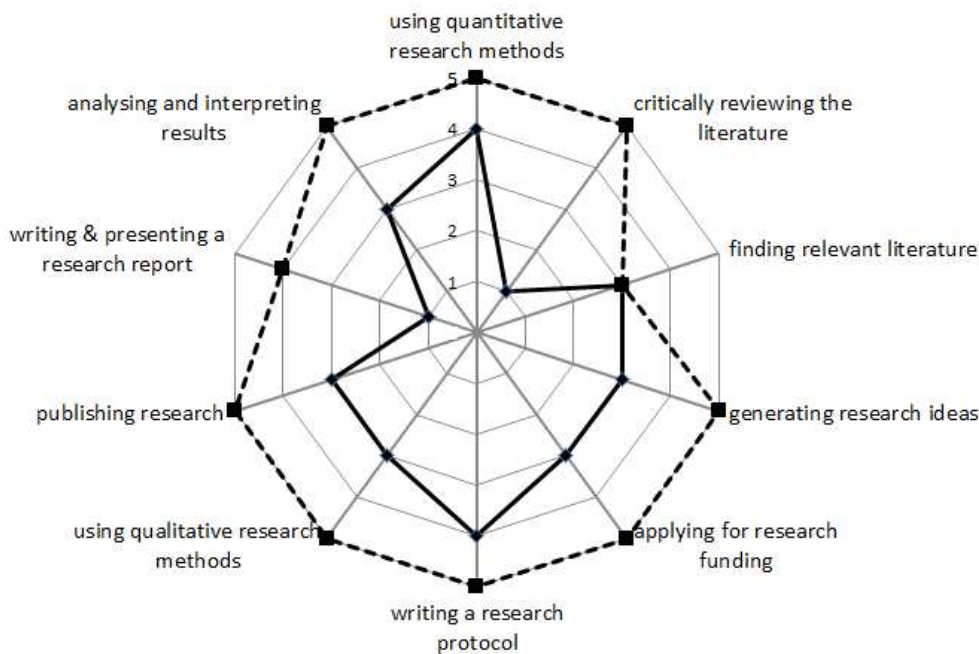 using quantitative
research methods
analysing and interpreting
results
critically reviewing the
literature
5
4
3
2
1
writing & presenting a
research report
finding relevant literature
publishing research
generating research ideas
using qualitative research
methods
applying for research
funding
writing a research
protocol